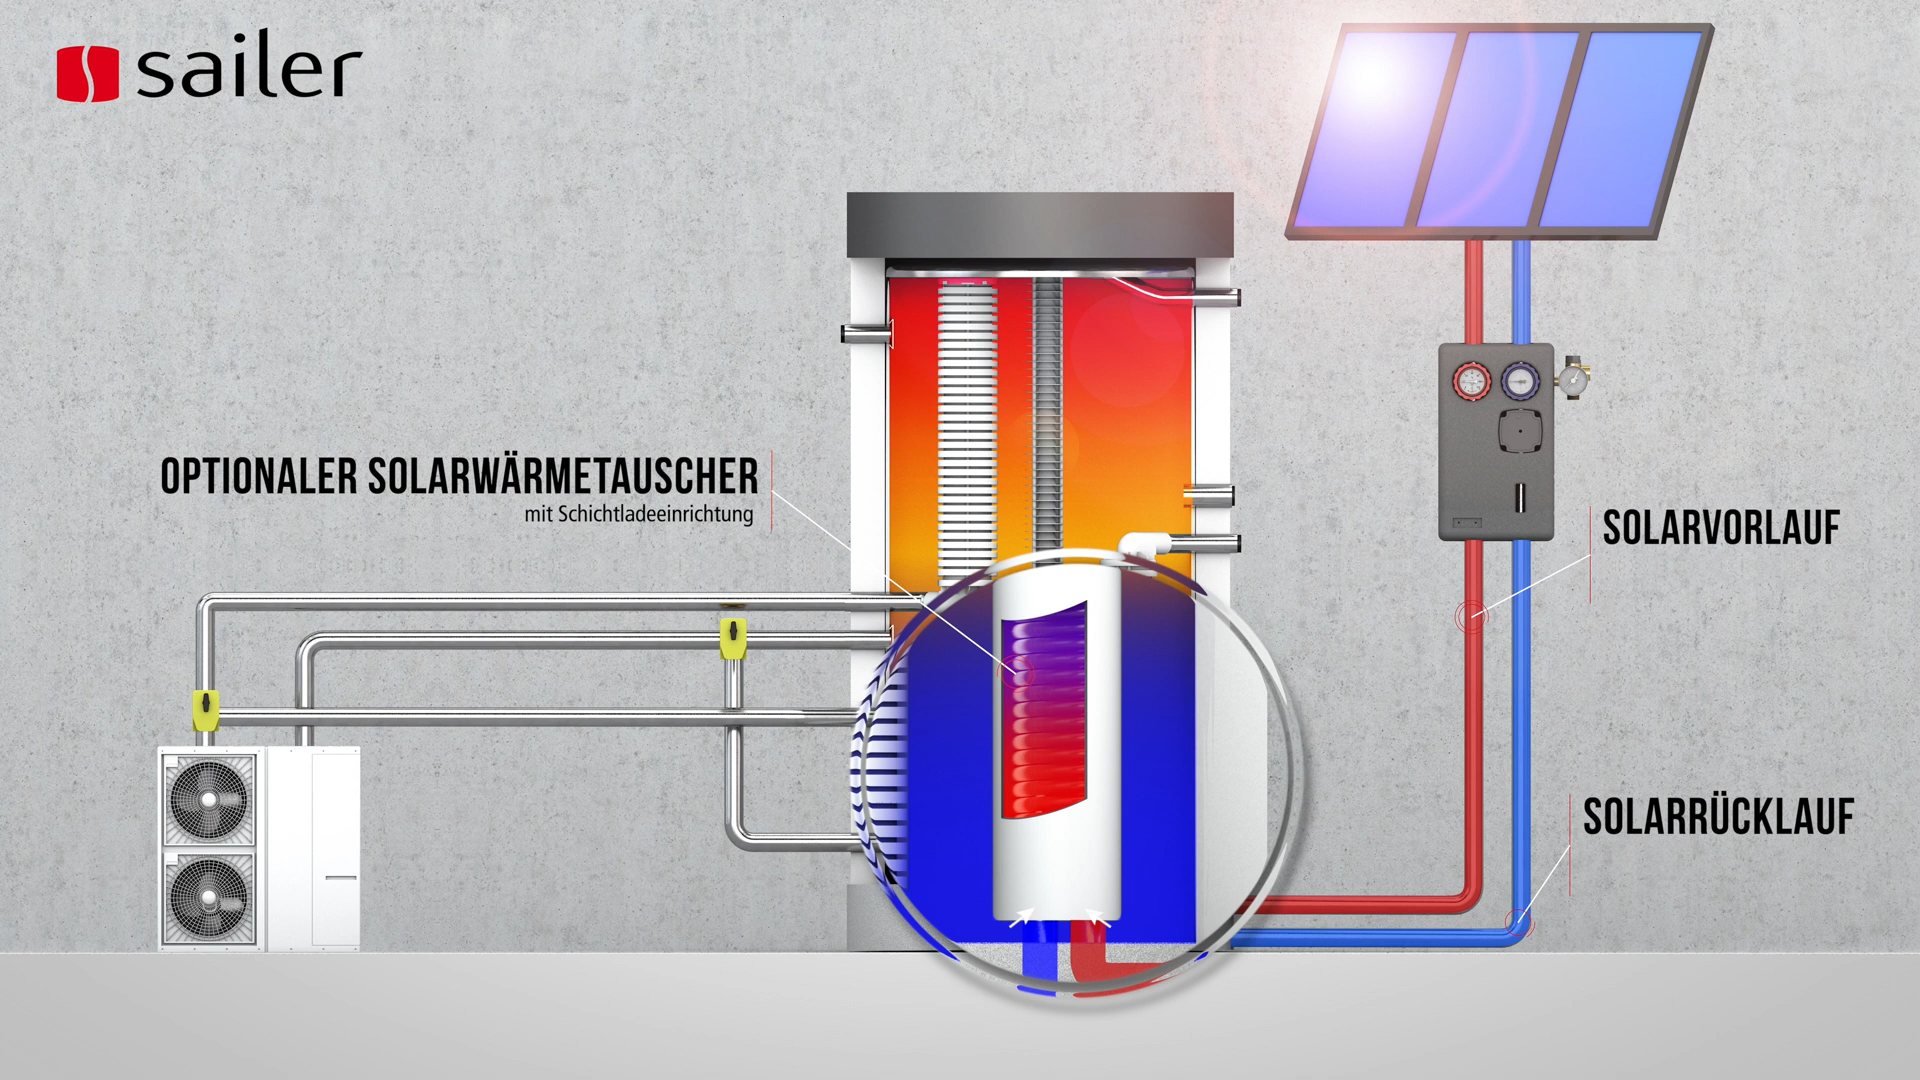 sailer
OPTIONALER SOLARWÄRMETAUSCHER
mit Schichtladeeinrichtung
SOLARVORLAUF
SOLARRÜCKLAUF